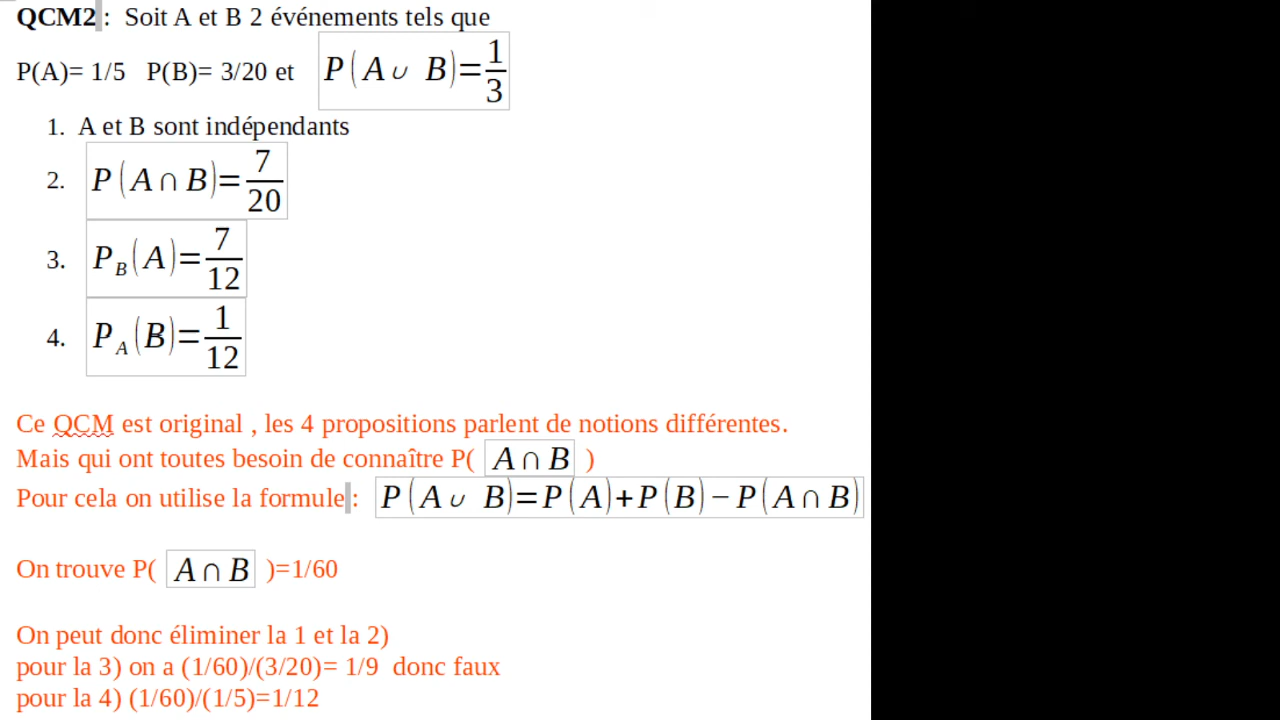 QCM2 : Soit A et B 2 événements tels que
P(A)= 1/5 P(B)= 3/20 et P(A ∪ B)=1/3
1. A et B sont indépendants
2. P(A∩B)=7/20
3. P_B(A)=7/12
4. P_A(B)=1/12
Ce QCM est original , les 4 propositions parlent de notions différentes.
Mais qui ont toutes besoin de connaître P( A∩B )
Pour cela on utilise la formule : P(A ∪ B)=P(A)+P(B)−P(A∩B)
On trouve P( A∩B )=1/60
On peut donc éliminer la 1 et la 2)
pour la 3) on a (1/60)/(3/20)= 1/9 donc faux
pour la 4) (1/60)/(1/5)=1/12